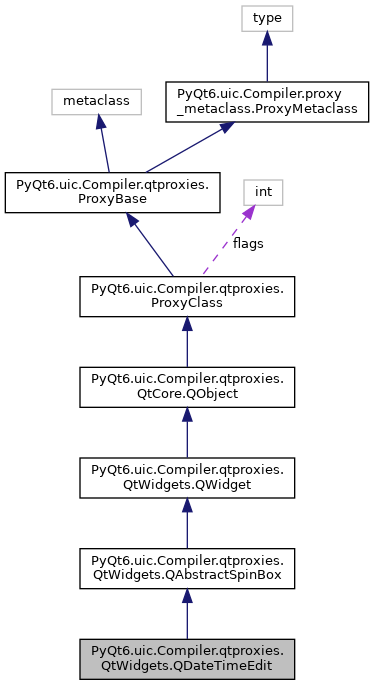 type
PyQt6.uic.Compiler.proxy
_metaclass.ProxyMetaclass
metaclass
PyQt6.uic.Compiler.qtproxies.
ProxyBase
int
flags
PyQt6.uic.Compiler.qtproxies.
ProxyClass
PyQt6.uic.Compiler.qtproxies.
QtCore.QObject
PyQt6.uic.Compiler.qtproxies.
QtWidgets.QWidget
PyQt6.uic.Compiler.qtproxies.
QtWidgets.QAbstractSpinBox
PyQt6.uic.Compiler.qtproxies.
QtWidgets.QDateTimeEdit